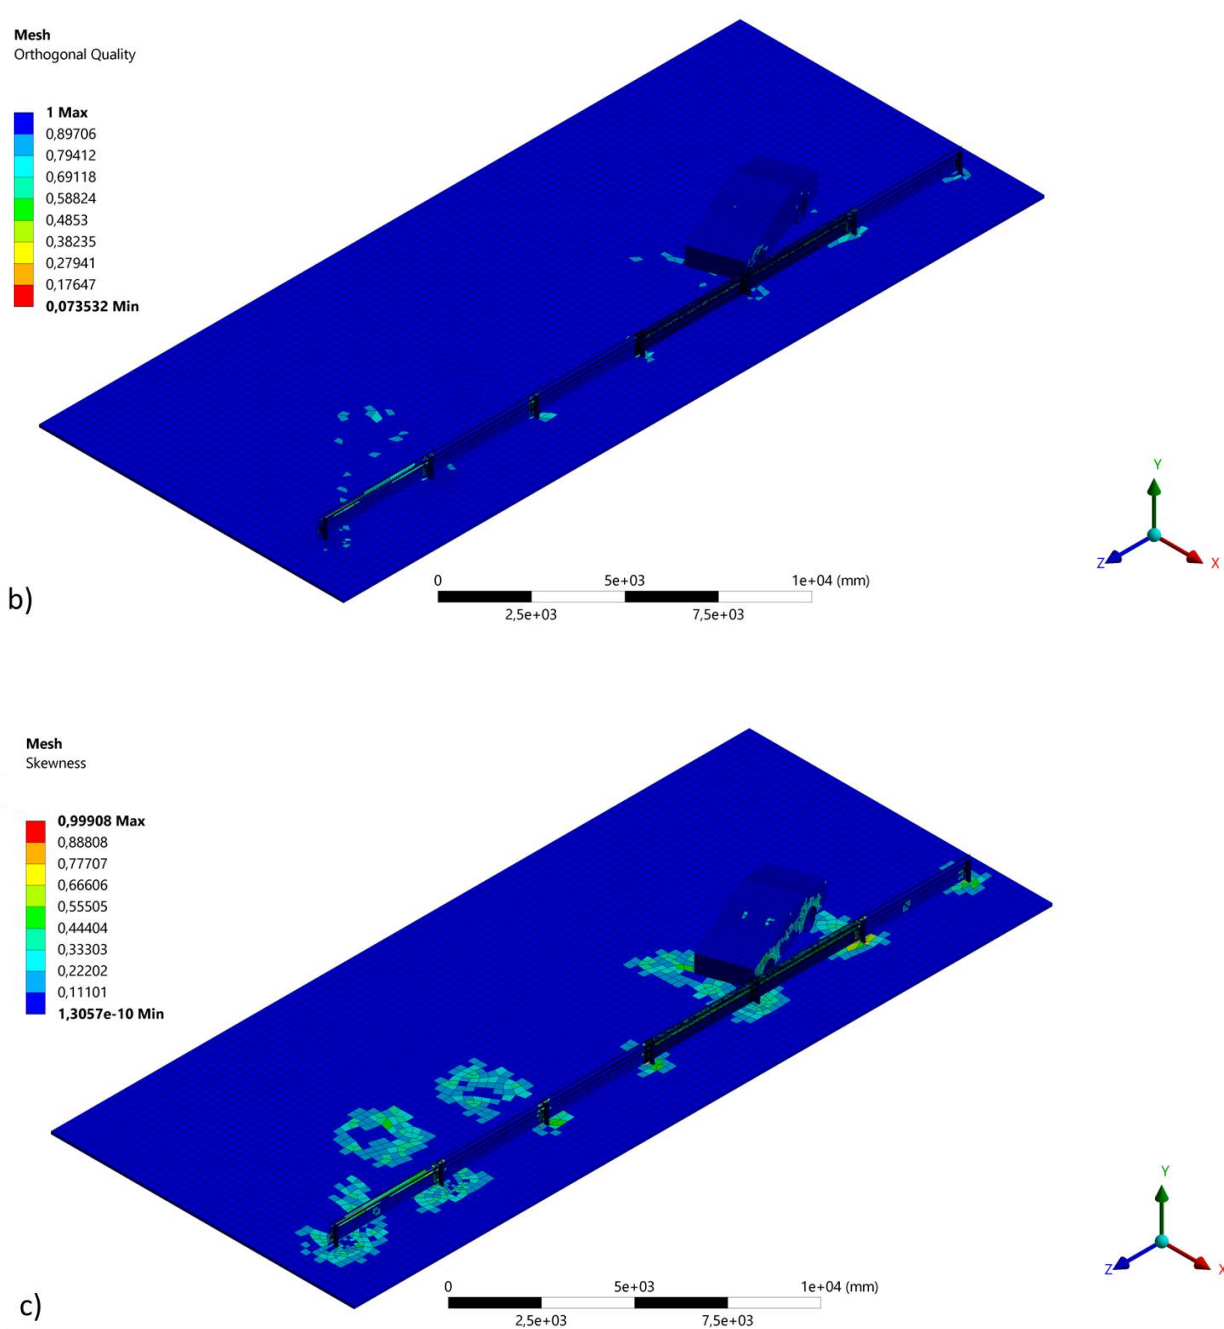 Mesh
Orthogonal Quality
1 Max
0,89706
0,79412
0,69118
0,58824
0,4853
0,38235
0,27941
0,17647
0,073532 Min
Y
Z
X
0
5e+03
1e+04 (mm)
2,5e+03
7,5e+03
b)
Mesh
Skewness
0,99908 Max
0,88808
0,77707
0,66606
0,55505
0,44404
0,33303
0,22202
0,11101
1,3057e-10 Min
Y
Z
X
0
5e+03
1e+04 (mm)
2,5e+03
7,5e+03
c)